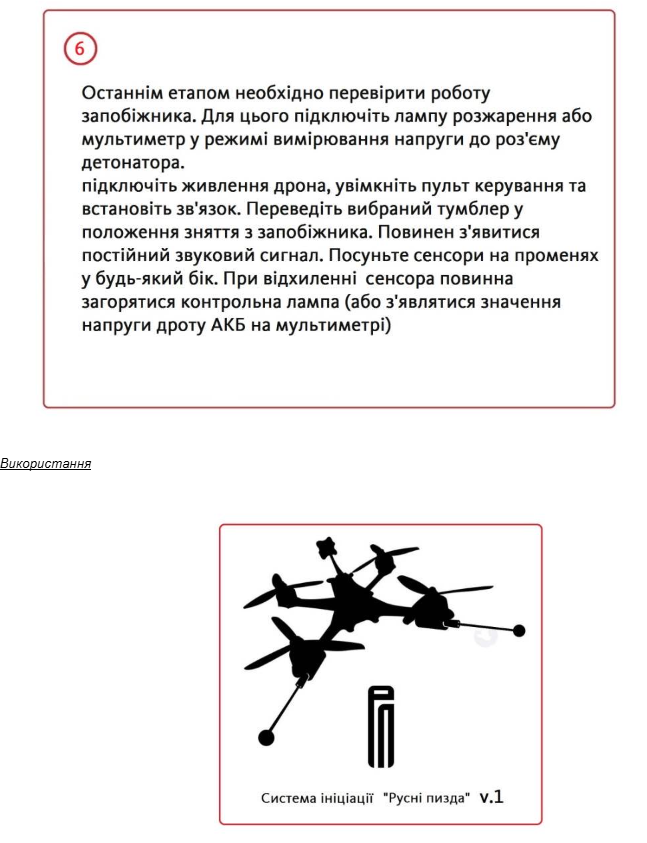 6
Останнім етапом необхідно перевірити роботу
запобіжника. Для цього підключіть лампу розжарення або
мультиметр у режимі вимірювання напруги до роз'єму
детонатора.
підключіть живлення дрона, увімкніть пульт керування та
встановіть зв'язок. Переведіть вибраний тумблер у
положення зняття з запобіжника. Повинен з'явитися
постійний звуковий сигнал. Посуньте сенсори на променях
у будь-який бік. При відхиленні сенсора повинна
загорятися контрольна лампа (або з'являтися значення
напруги дроту АКБ на мультиметрі)
Використання
Система ініціації "Русні пизда" v.1